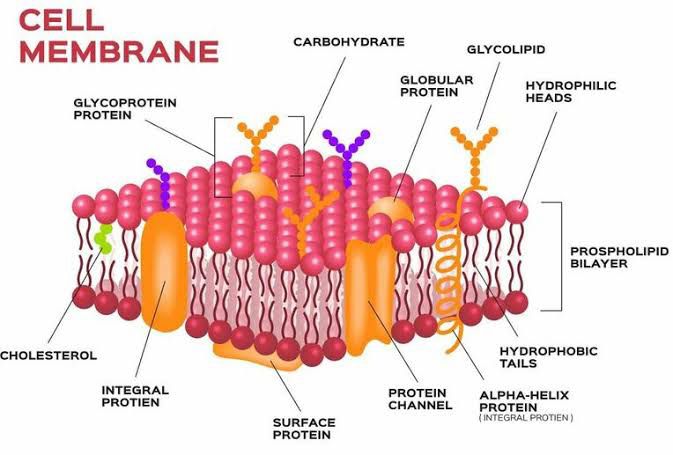 CELL
MEMBRANE
CARBOHYDRATE
GLYCOLIPID
GLOBULAR
PROTEIN
HYDROPHILIC
HEADS
GLYCOPROTEIN
PROTEIN
PROSPHOLIPID
BILAYER
CHOLESTEROL
HYDROPHOBIC
TAILS
INTEGRAL
PROTIEN
PROTEIN
CHANNEL
ALPHA-HELIX
PROTEIN
( INTEGRAL PROTIEN )
SURFACE
PROTEIN